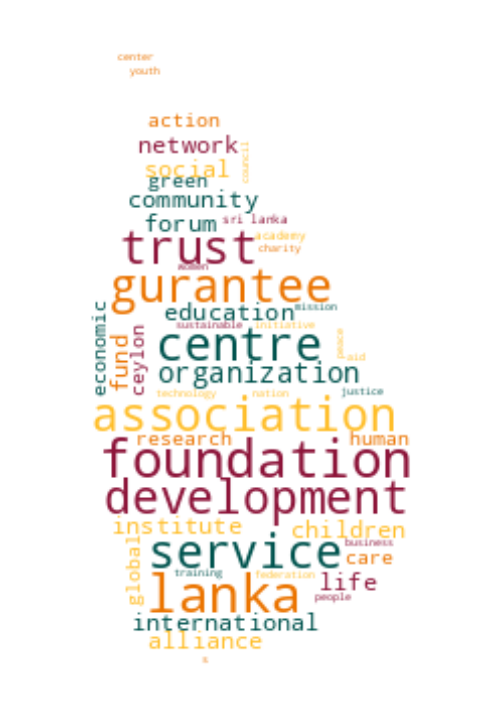 center
youth
action
network
council
social
green
community
forum
sri lanka
trust
academy
charity
women
gurantee
education
mission
economic
sustainable
initiative
fund
ceylon
centre
peace
aid
organization
technology
nation
justice
association
research
human
foundation
development
institute
children
global
service
business
care
training
federation
life
lanka
people
international
alliance
s